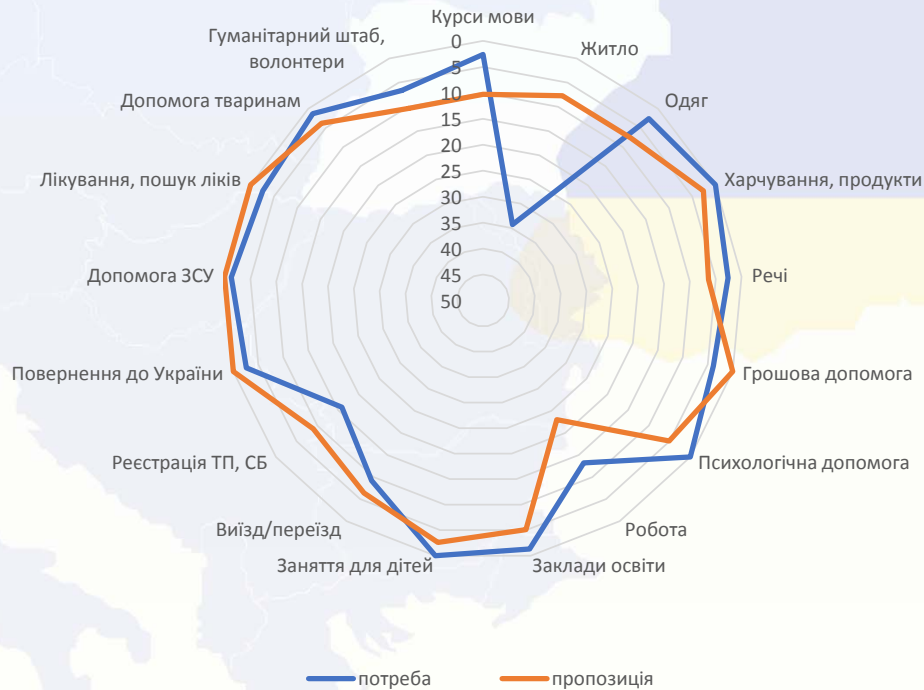 Курси мови
Гуманітарний штаб,
волонтери
Житло
Допомога тваринам
Одяг
Лікування, пошук ліків
Харчування, продукти
Допомога ЗСУ
Речі
Повернення до України
Грошова допомога
Реєстрація ТП, СБ
Психологічна допомога
Виїзд/переїзд
Робота
Заняття для дітей
Заклади освіти
0
5
10
15
20
25
30
35
40
45
50
потреба
пропозиція